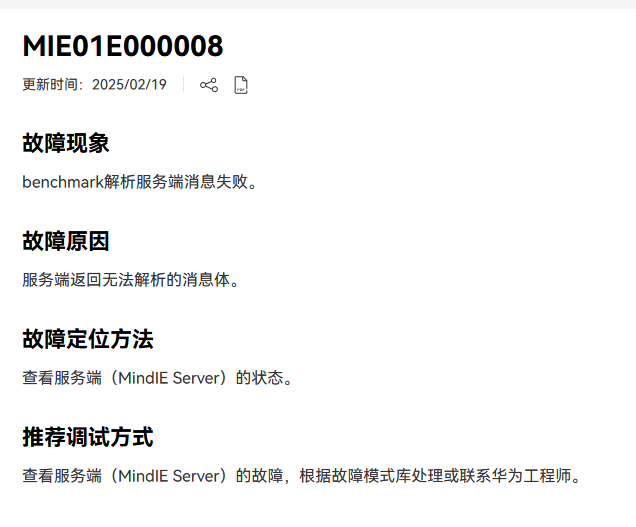 MIE01E000008
更新时间：2025/02/19
故障现象
benchmark解析服务端消息失败。
故障原因
服务端返回无法解析的消息体。
故障定位方法
查看服务端（MindIE Server）的状态。
推荐调试方式
查看服务端（MindIE Server）的故障，根据故障模式库处理或联系华为工程师。